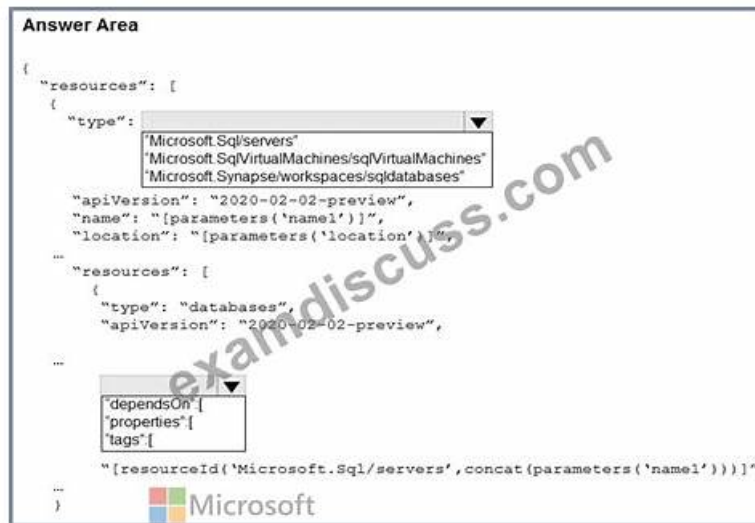 Answer Area
{
"resources": [
{
"type":
"Microsoft.Sql/servers"
"Microsoft.SqlVirtualMachines/sqlVirtualMachines"
"Microsoft.Synapse/workspaces/sqldatabases"
"apiVersion": "2020-02-02-preview",
"name": "[parameters('name1')]",
"location": "[parameters('location')]",
…
"resources": [
{
"type": "databases",
"apiVersion": "2020-02-02-preview",
…
"dependsOn":[
"properties":[
"tags":[
"[resourceId('Microsoft.Sql/servers',concat(parameters('name1')))]"
…
}
Microsoft
examdiscuss.com